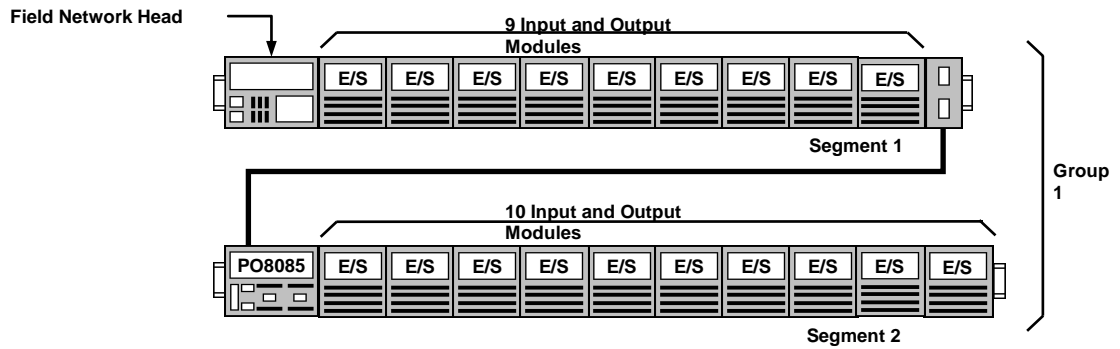 Field Network Head
9 Input and Output
Modules
E/S E/S E/S E/S E/S E/S E/S E/S E/S
Segment 1
Group
1
10 Input and Output
Modules
PO8085 E/S E/S E/S E/S E/S E/S E/S E/S E/S E/S
Segment 2